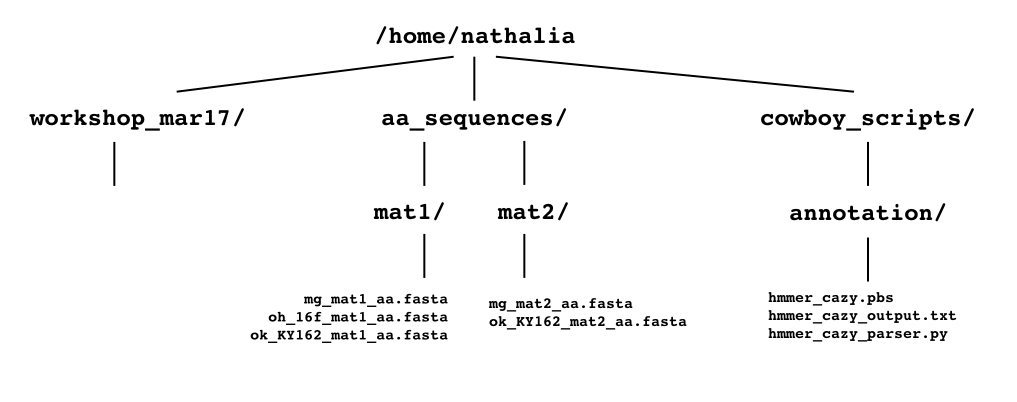 /home/nathalia
workshop_mar17/ aa_sequences/ cowboy_scripts/
mat1/ mat2/ annotation/
mg_mat1_aa.fasta
oh_16f_mat1_aa.fasta
ok_KY162_mat1_aa.fasta
mg_mat2_aa.fasta
ok_KY162_mat2_aa.fasta
hmmer_cazy.pbs
hmmer_cazy_output.txt
hmmer_cazy_parser.py